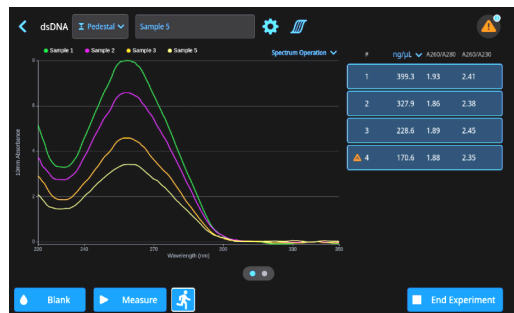 dsDNA Pedestal Sample 5
Sample 1 Sample 2 Sample 3 Sample 5 Spectrum Operation
# ng/µL A260/A280 A260/A230
1 399.3 1.93 2.41
2 327.9 1.86 2.38
3 228.6 1.89 2.45
4 170.6 1.88 2.35
10mm Absorbance
8
6
4
2
0
220 240 270 300 330 350
Wavelength (nm)
Blank Measure End Experiment